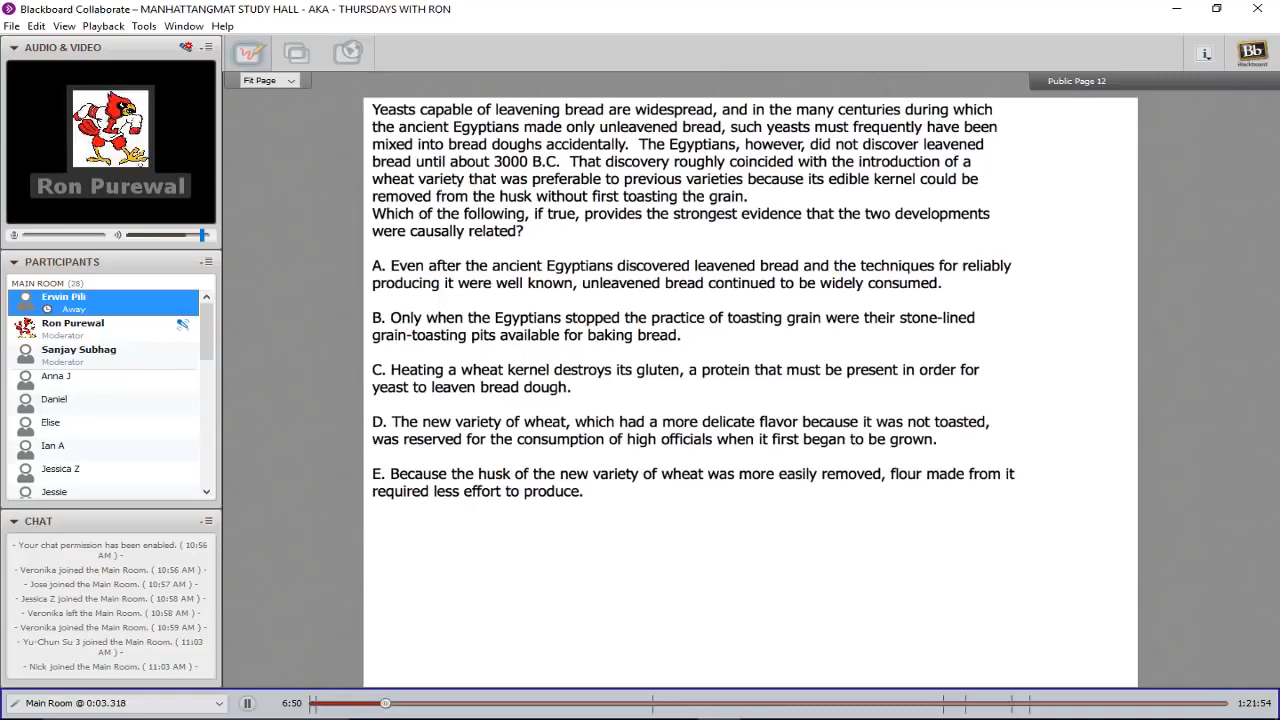 Blackboard Collaborate – MANHATTANGMAT STUDY HALL - AKA - THURSDAYS WITH RON
File Edit View Playback Tools Window Help
AUDIO & VIDEO
Ron Purewal
PARTICIPANTS
MAIN ROOM (28)
Erwin Pili
Away
Ron Purewal
Moderator
Sanjay Subhag
Moderator
Anna J
Daniel
Elise
Ian A
Jessica Z
Jessie
CHAT
- Your chat permission has been enabled. ( 10:56
AM ) -
- Veronika joined the Main Room. ( 10:56 AM ) -
- Jose joined the Main Room. ( 10:57 AM ) -
- Jessica Z joined the Main Room. ( 10:58 AM ) -
- Veronika left the Main Room. ( 10:58 AM ) -
- Veronika joined the Main Room. ( 10:59 AM ) -
- Yu-Chun Su 3 joined the Main Room. ( 11:03
AM ) -
- Nick joined the Main Room. ( 11:03 AM ) -
Bb
Blackboard
Fit Page
Public Page 12
Yeasts capable of leavening bread are widespread, and in the many centuries during which
the ancient Egyptians made only unleavened bread, such yeasts must frequently have been
mixed into bread doughs accidentally. The Egyptians, however, did not discover leavened
bread until about 3000 B.C. That discovery roughly coincided with the introduction of a
wheat variety that was preferable to previous varieties because its edible kernel could be
removed from the husk without first toasting the grain.
Which of the following, if true, provides the strongest evidence that the two developments
were causally related?
A. Even after the ancient Egyptians discovered leavened bread and the techniques for reliably
producing it were well known, unleavened bread continued to be widely consumed.
B. Only when the Egyptians stopped the practice of toasting grain were their stone-lined
grain-toasting pits available for baking bread.
C. Heating a wheat kernel destroys its gluten, a protein that must be present in order for
yeast to leaven bread dough.
D. The new variety of wheat, which had a more delicate flavor because it was not toasted,
was reserved for the consumption of high officials when it first began to be grown.
E. Because the husk of the new variety of wheat was more easily removed, flour made from it
required less effort to produce.
Main Room @ 0:03.318
6:50
1:21:54